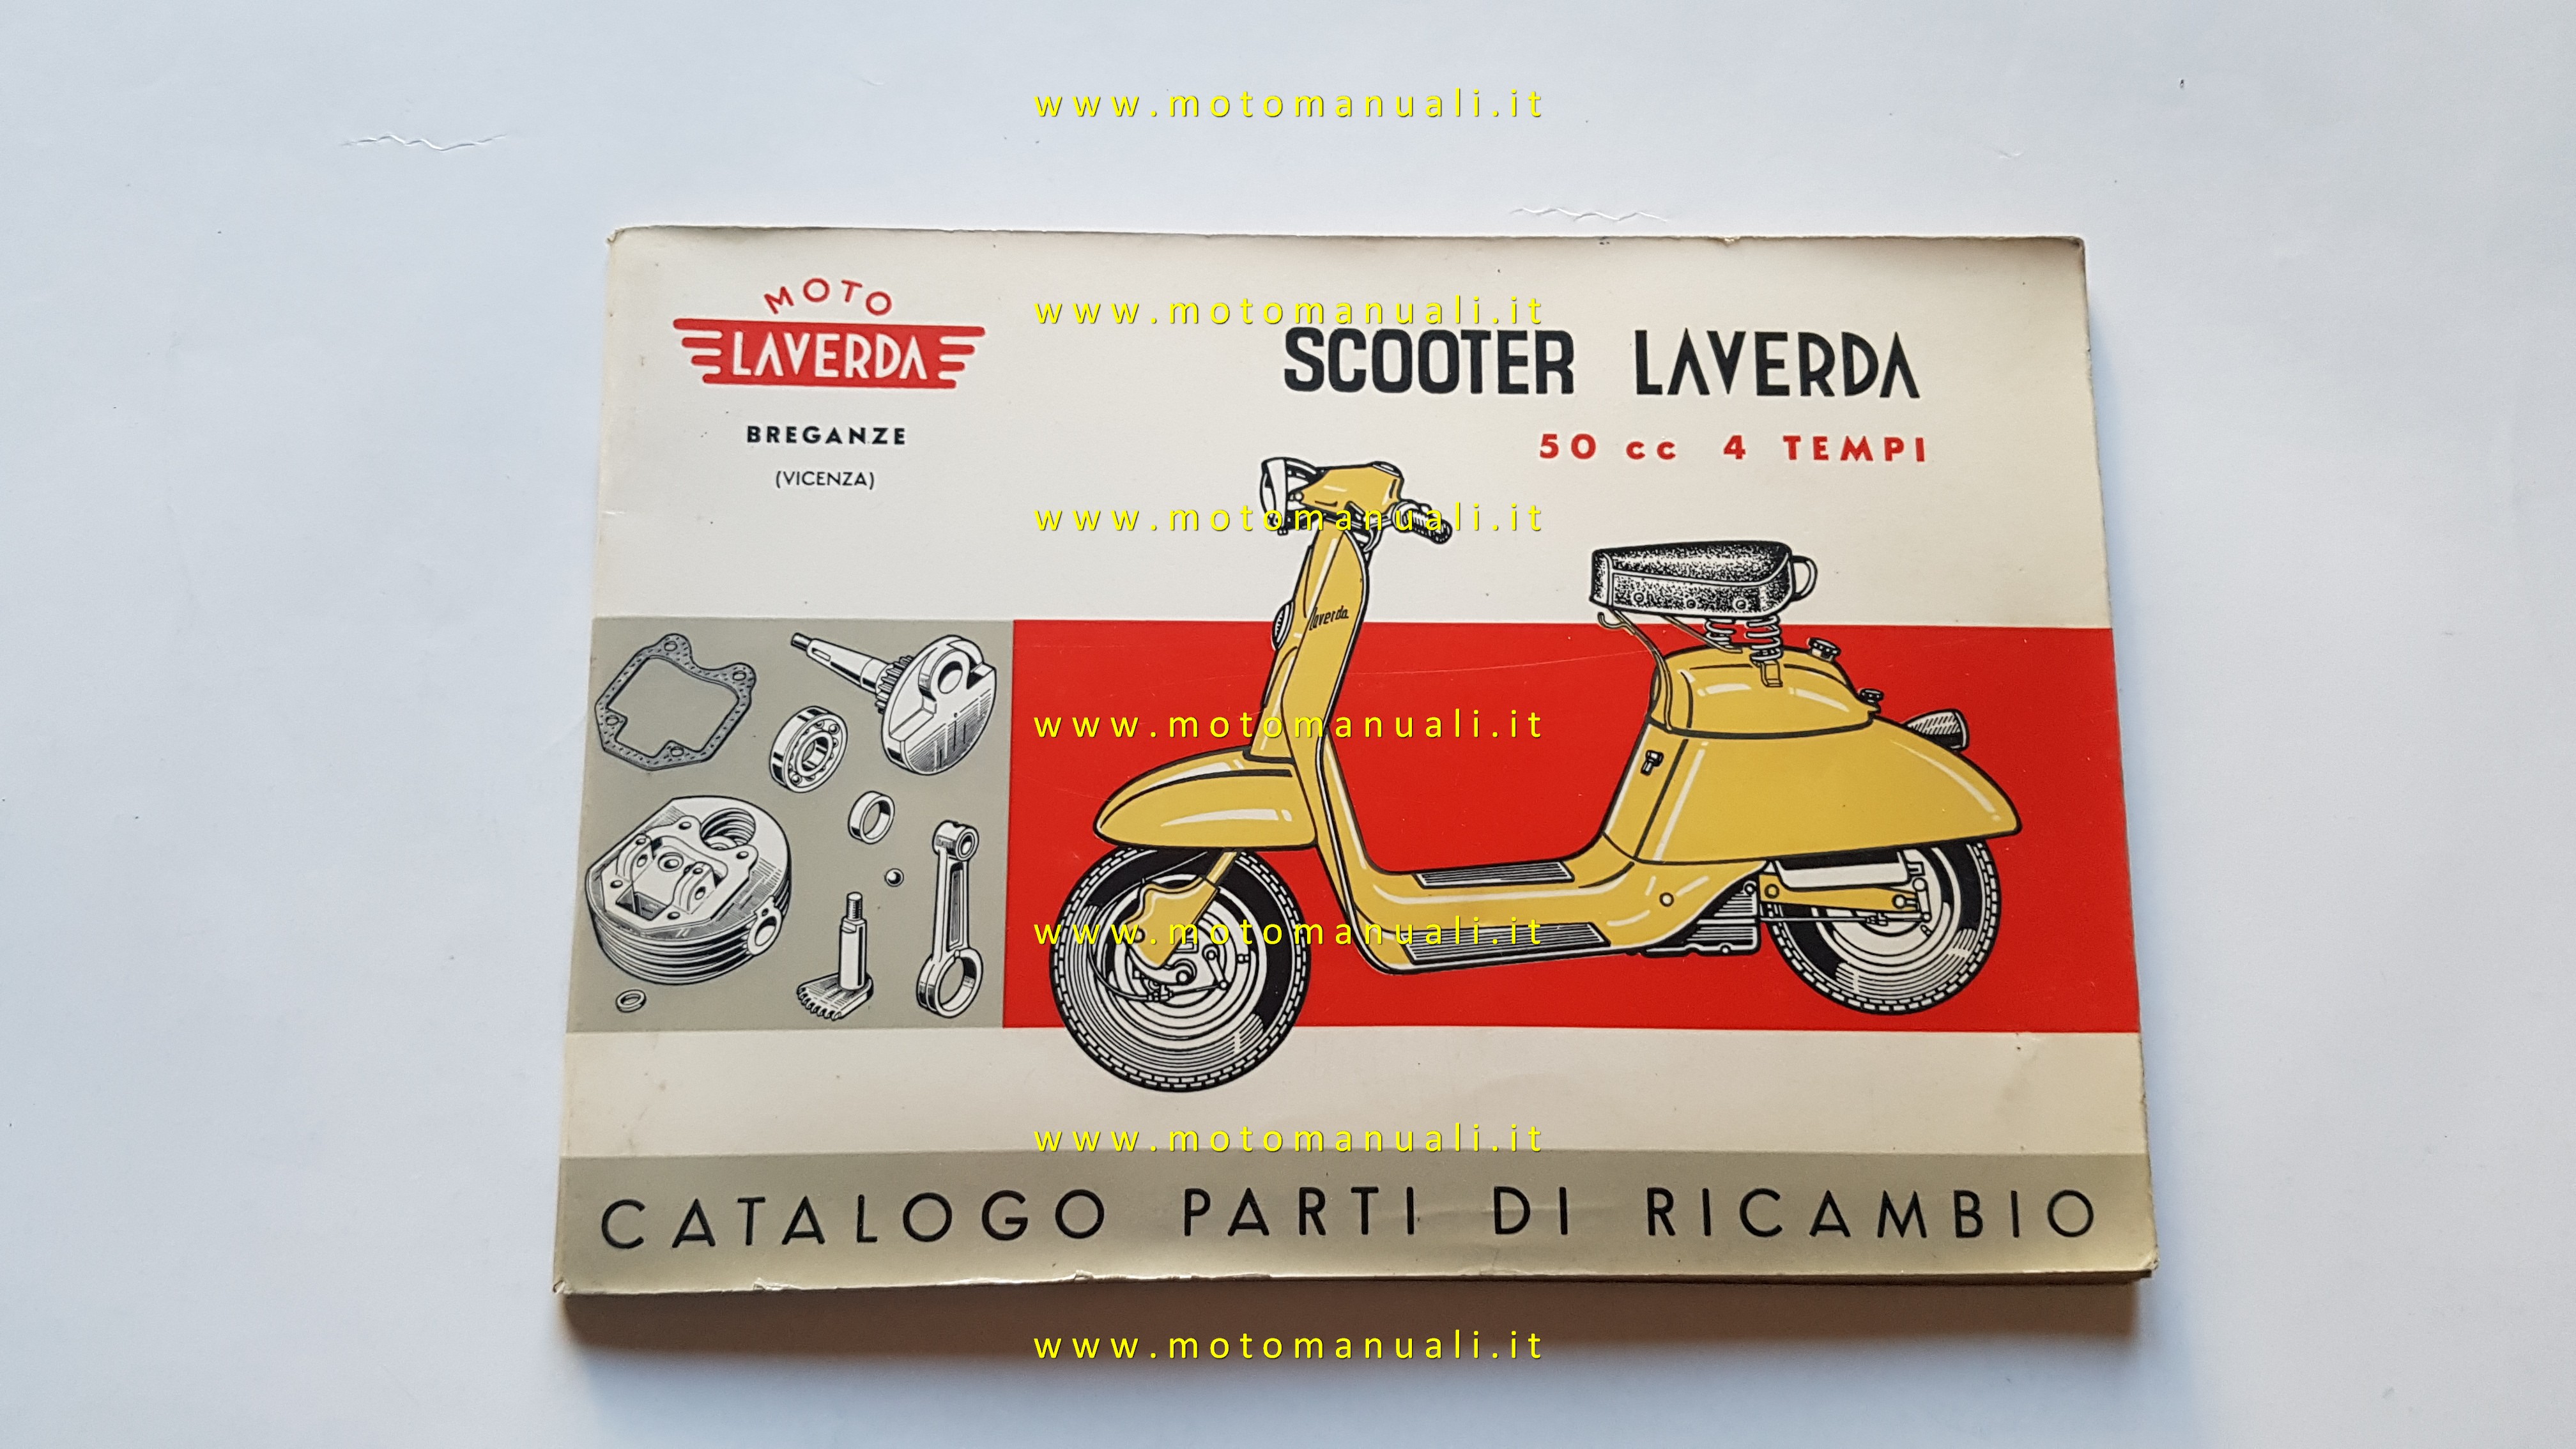 www.motomanuali.it
MOTO
LAVERDA
BREGANZE
(VICENZA)
www.motomanuali.it
SCOOTER LAVERDA
50 cc 4 TEMPI
www.motomanuali.it
laverda
www.motomanuali.it
www.motomanuali.it
www.motomanuali.it
CATALOGO PARTI DI RICAMBIO
www.motomanuali.it